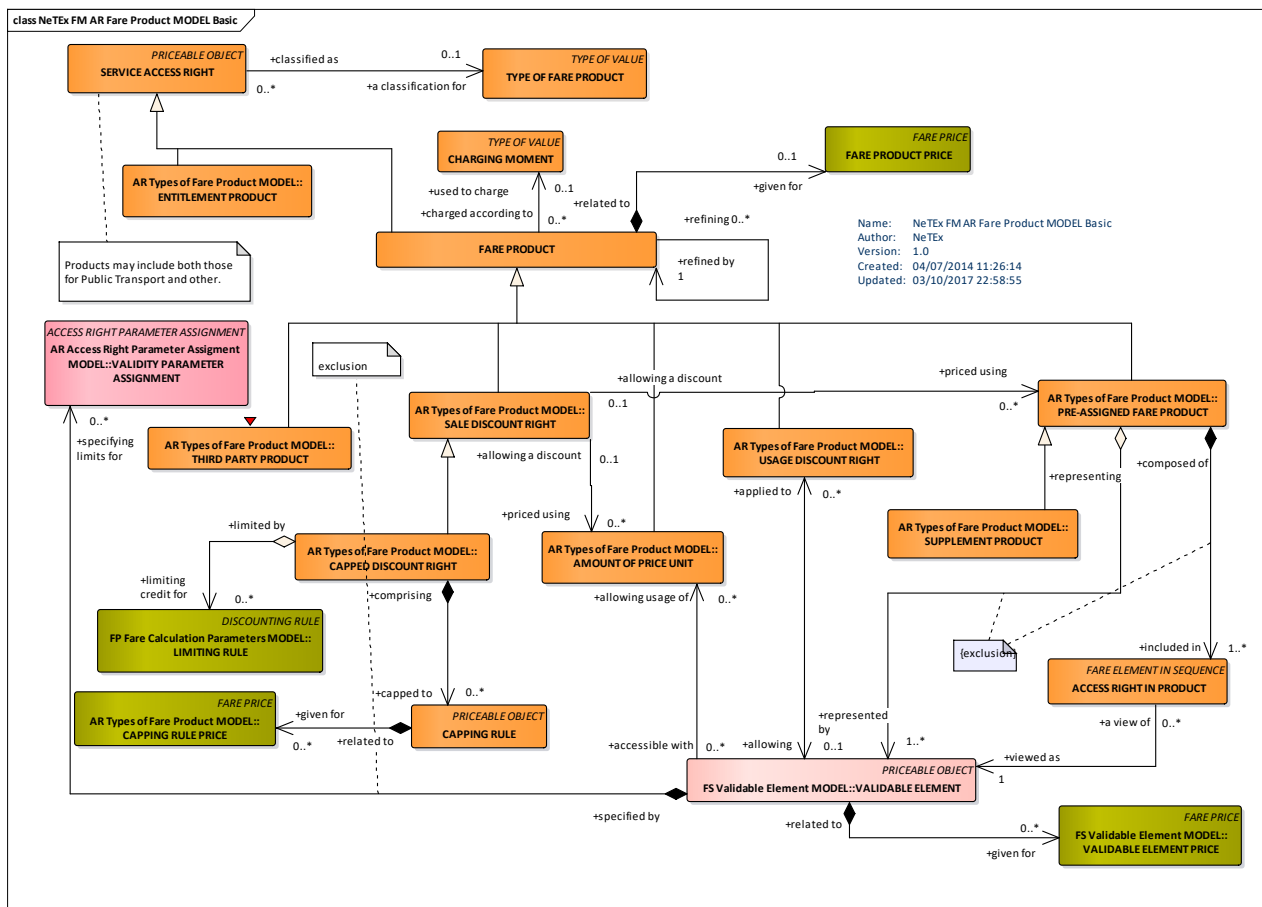 class NeTEx FM AR Fare Product MODEL Basic
PRICEABLE OBJECT
SERVICE ACCESS RIGHT
+classified as
0..1
0..*
+a classification for
TYPE OF VALUE
TYPE OF FARE PRODUCT
TYPE OF VALUE
CHARGING MOMENT
FARE PRICE
FARE PRODUCT PRICE
0..1
+given for
AR Types of Fare Product MODEL::
ENTITLEMENT PRODUCT
+used to charge
0..1
+charged according to
0..*
+related to
+refining 0..*
FARE PRODUCT
+refined by
1
Name: NeTEx FM AR Fare Product MODEL Basic
Author: NeTEx
Version: 1.0
Created: 04/07/2014 11:26:14
Updated: 03/10/2017 22:58:55
Products may include both those
for Public Transport and other.
ACCESS RIGHT PARAMETER ASSIGNMENT
AR Access Right Parameter Assigment
MODEL::VALIDITY PARAMETER
ASSIGNMENT
exclusion
+allowing a discount
+priced using
0..1
0..*
AR Types of Fare Product MODEL::
SALE DISCOUNT RIGHT
AR Types of Fare Product MODEL::
PRE-ASSIGNED FARE PRODUCT
0..*
+specifying
limits for
AR Types of Fare Product MODEL::
THIRD PARTY PRODUCT
+allowing a discount
0..1
AR Types of Fare Product MODEL::
USAGE DISCOUNT RIGHT
+composed of
+representing
+applied to
0..*
+limited by
+priced using
0..*
AR Types of Fare Product MODEL::
SUPPLEMENT PRODUCT
AR Types of Fare Product MODEL::
CAPPED DISCOUNT RIGHT
AR Types of Fare Product MODEL::
AMOUNT OF PRICE UNIT
+limiting
credit for
0..*
+comprising
+allowing usage of
0..*
DISCOUNTING RULE
FP Fare Calculation Parameters MODEL::
LIMITING RULE
{exclusion}
+included in
1..*
FARE ELEMENT IN SEQUENCE
ACCESS RIGHT IN PRODUCT
+capped to
0..*
FARE PRICE
AR Types of Fare Product MODEL::
CAPPING RULE PRICE
+given for
0..*
+related to
PRICEABLE OBJECT
CAPPING RULE
+a view of
0..*
+represented
by
1..*
+accessible with
0..*
+allowing
0..1
+viewed as
1
PRICEABLE OBJECT
FS Validable Element MODEL::VALIDABLE ELEMENT
+specified by
+related to
0..*
+given for
FARE PRICE
FS Validable Element MODEL::
VALIDABLE ELEMENT PRICE